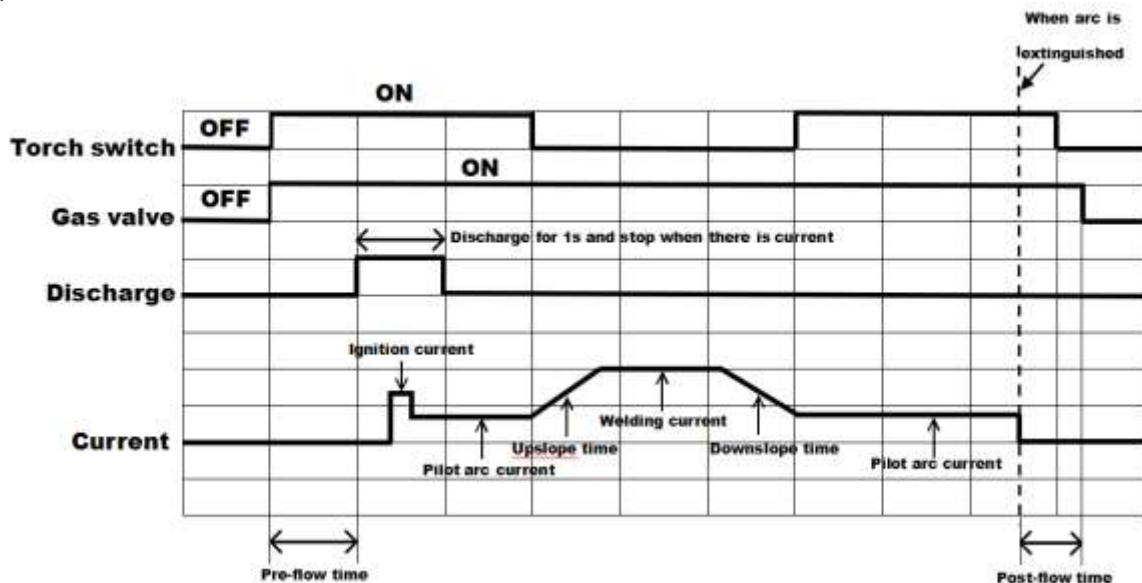 When arc is
extinguished
ON
OFF
Torch switch
ON
OFF
Gas valve
Discharge for 1s and stop when there is current
Discharge
Ignition current
Welding current
Current
Upslope time
Downslope time
Pilot arc current
Pilot arc current
Pre-flow time
Post-flow time